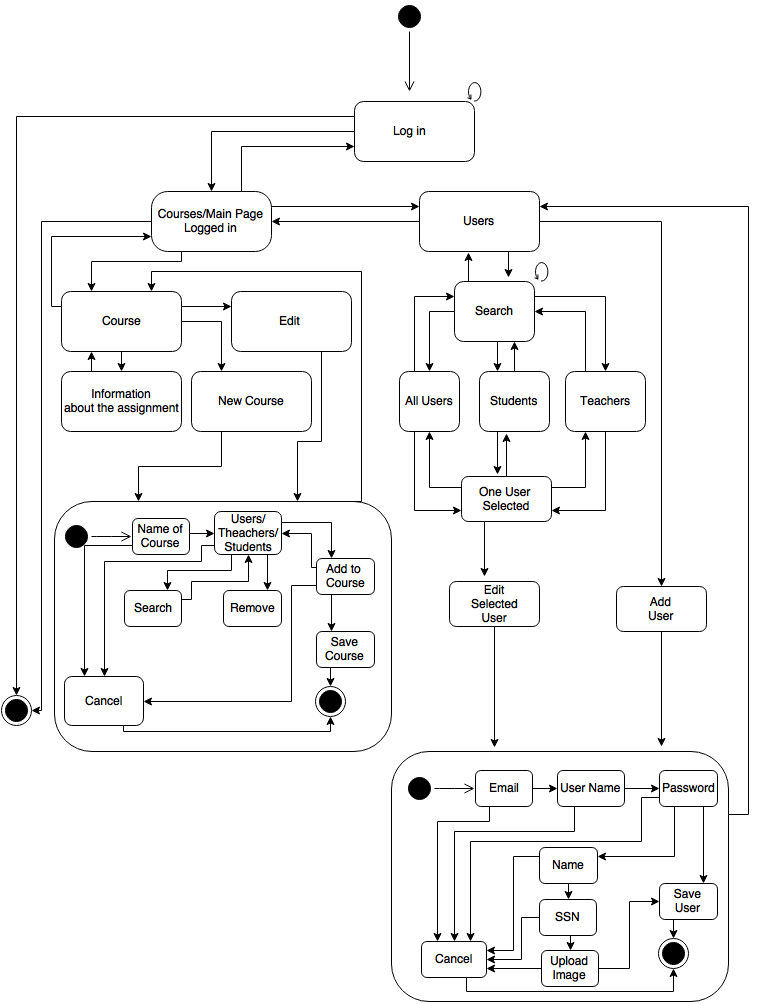 Log in
Courses/Main Page
Logged in
Users
Course
Edit
Search
Information
about the assignment
New Course
All Users
Students
Teachers
One User
Selected
Name of
Course
Users/
Theachers/
Students
Add to
Course
Search
Remove
Save
Course
Cancel
Edit
Selected
User
Add
User
Email
User Name
Password
Name
Save
User
SSN
Cancel
Upload
Image